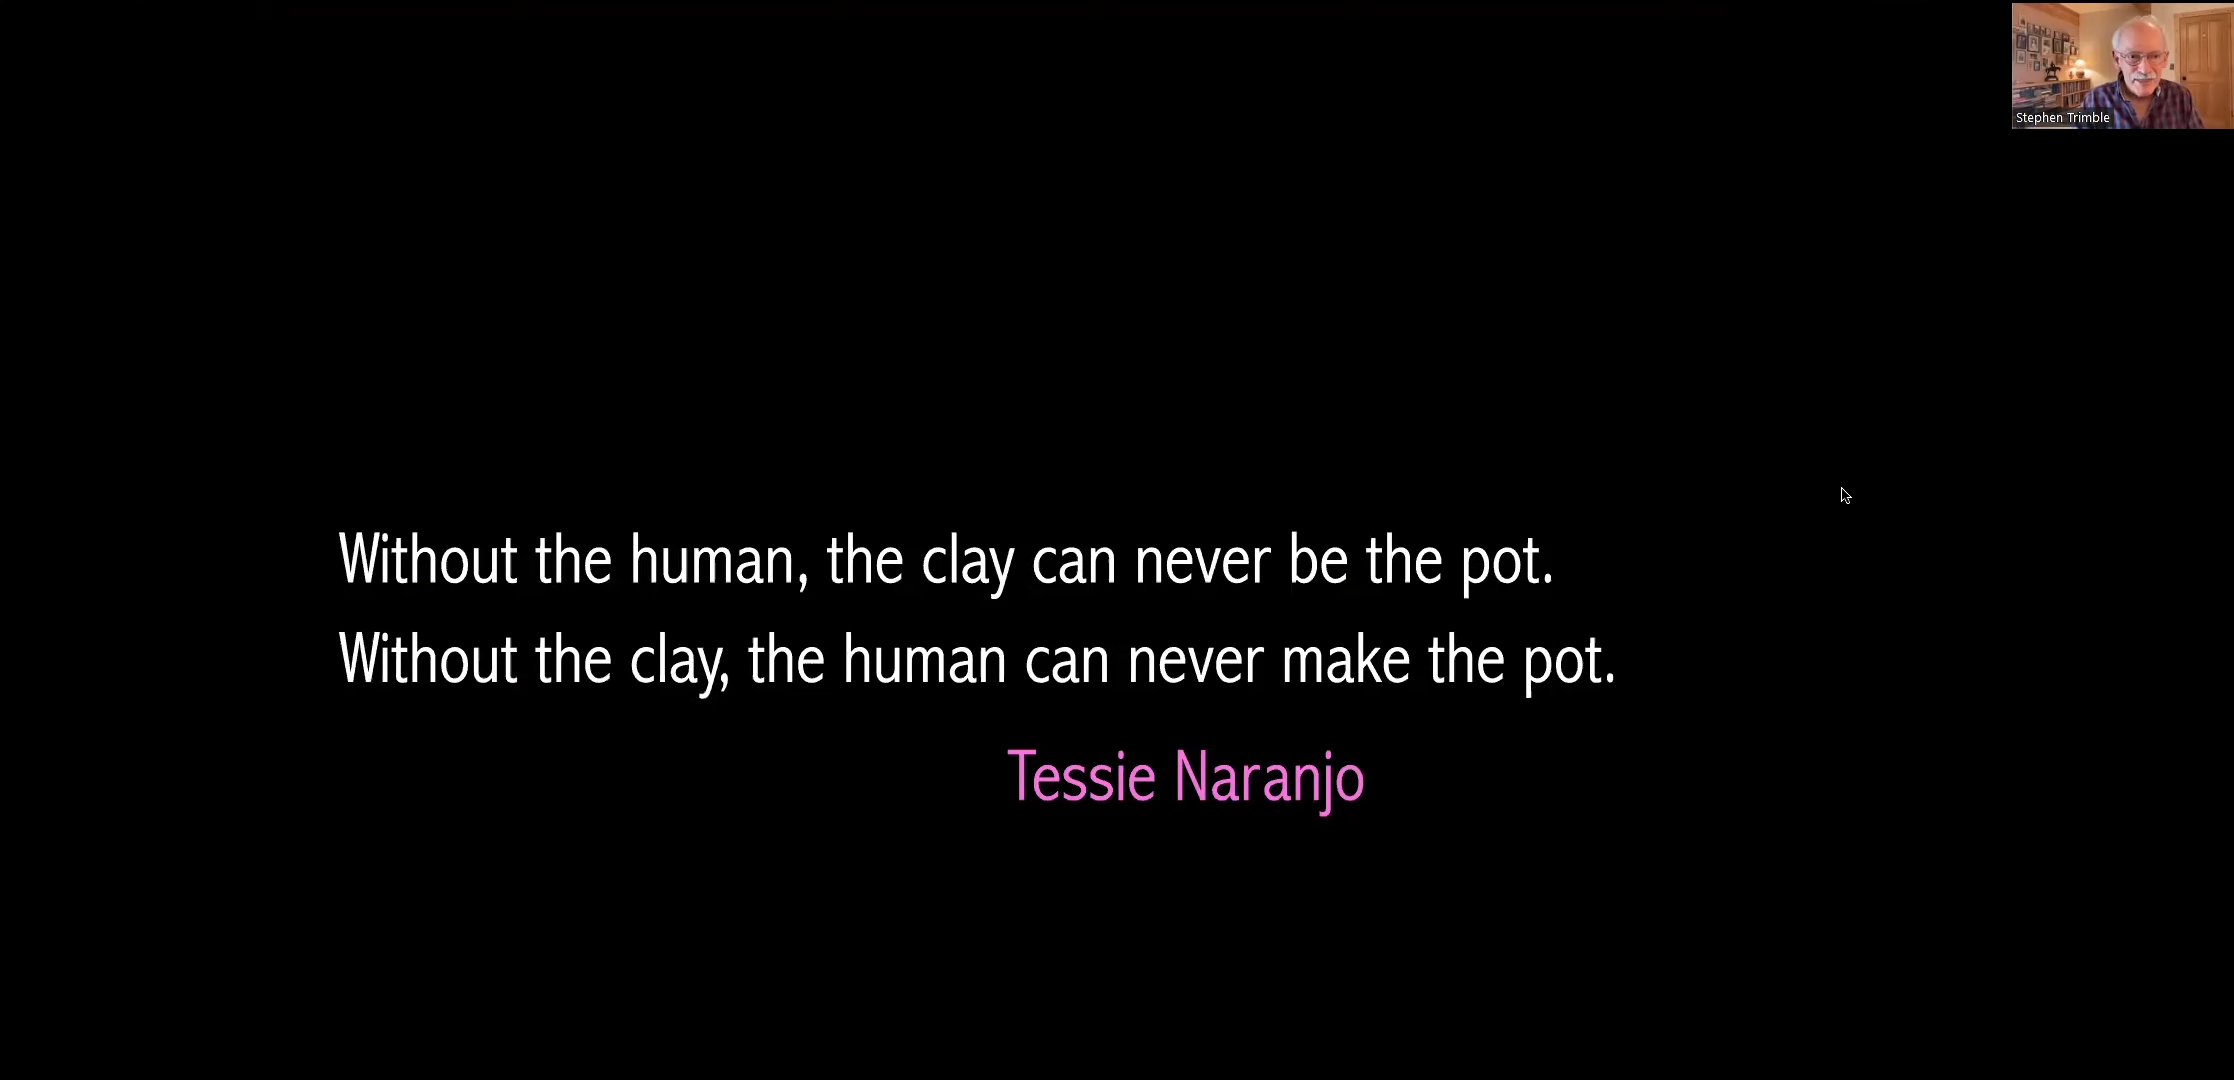 Stephen Trimble
Without the human, the clay can never be the pot.
Without the clay, the human can never make the pot.
Tessie Naranjo